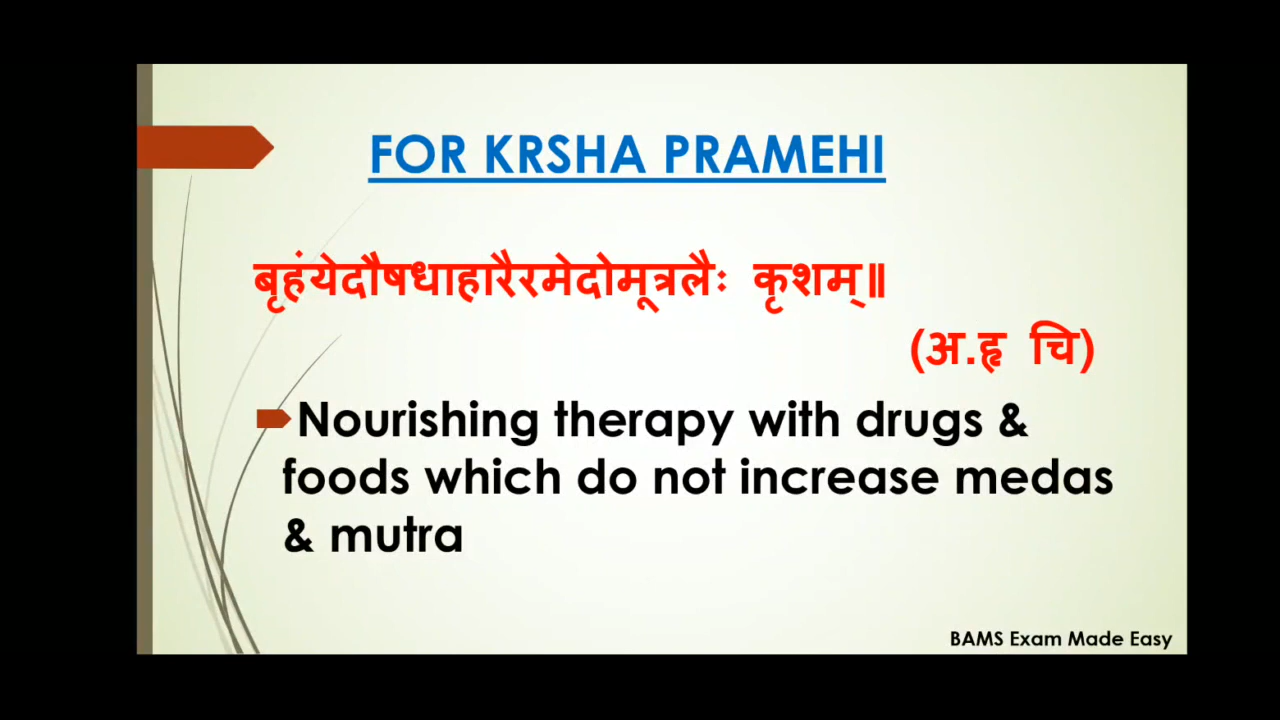 FOR KRSHA PRAMEHI
बृहंयेदौषधाहारैरमेदोमूत्रलैः कृशम्॥
(अ.हृ चि)
Nourishing therapy with drugs &
foods which do not increase medas
& mutra
BAMS Exam Made Easy